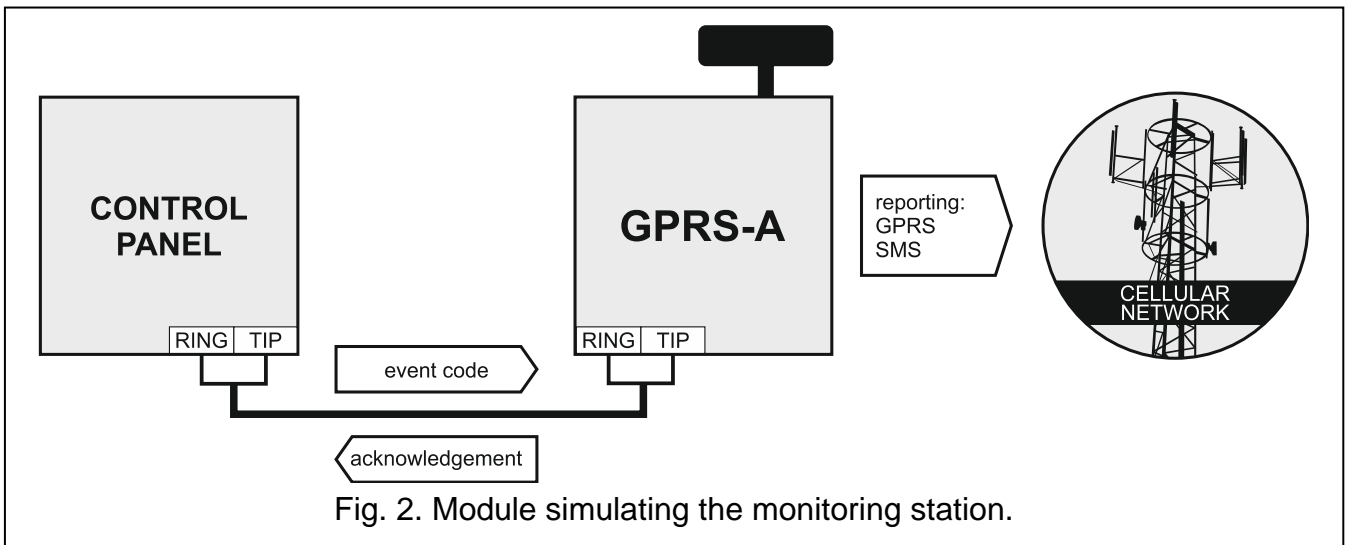 CONTROL
PANEL
RING TIP
GPRS-A
RING TIP
event code
acknowledgement
reporting:
GPRS
SMS
CELLULAR
NETWORK
Fig. 2. Module simulating the monitoring station.